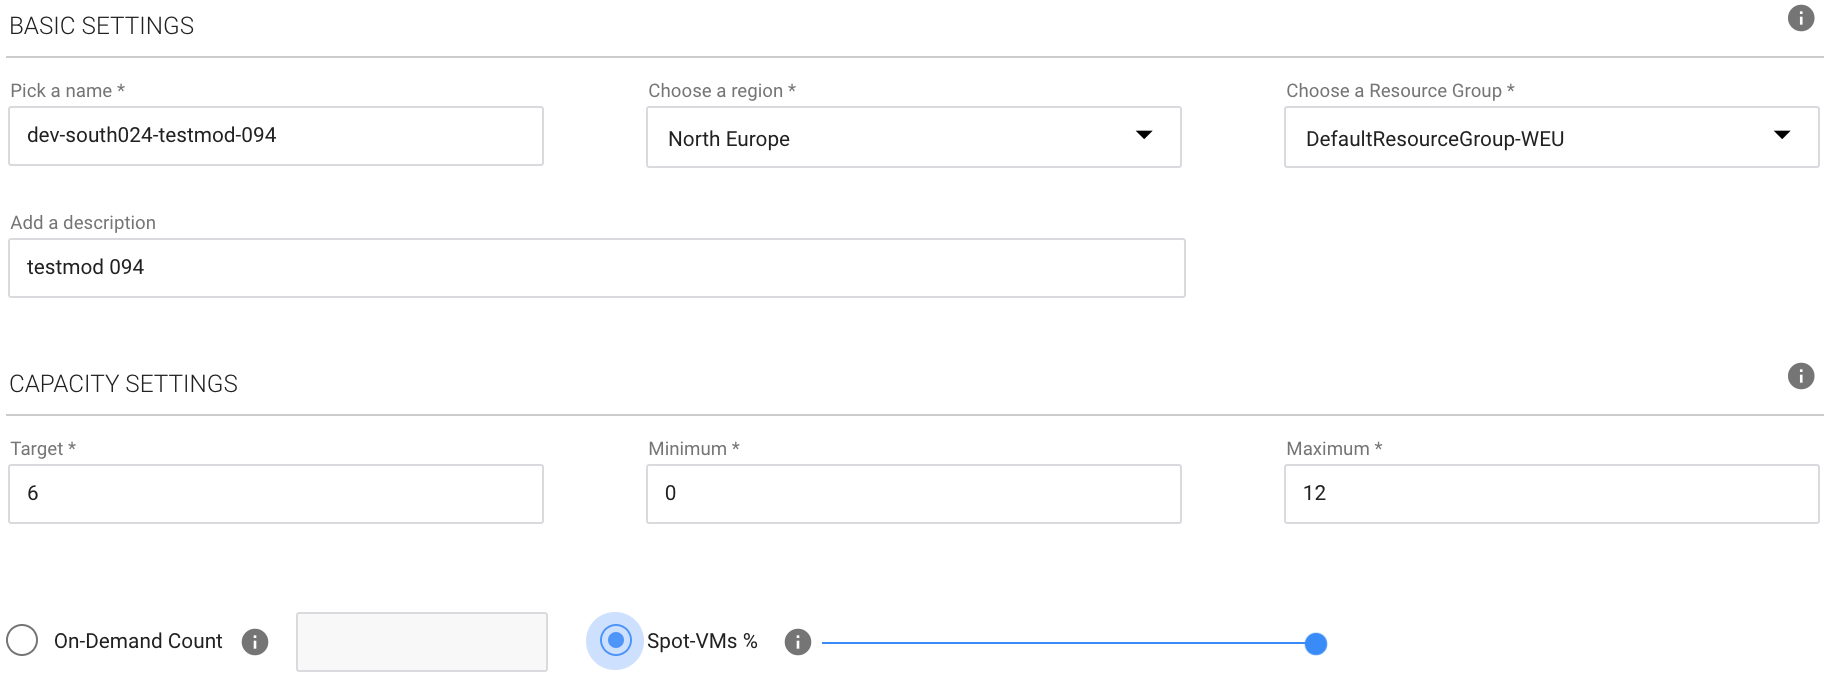 BASIC SETTINGS
Pick a name * Choose a region * Choose a Resource Group *
dev-south024-testmod-094 North Europe DefaultResourceGroup-WEU
Add a description
testmod 094
CAPACITY SETTINGS
Target * Minimum * Maximum *
6 0 12
On-Demand Count Spot-VMs %